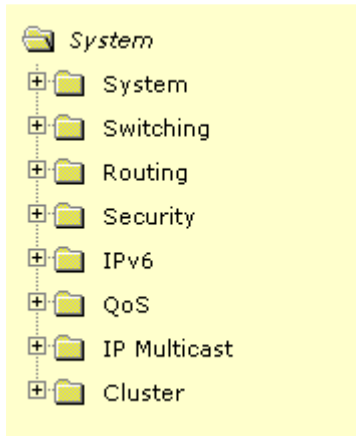 System
System
Switching
Routing
Security
IPv6
QoS
IP Multicast
Cluster